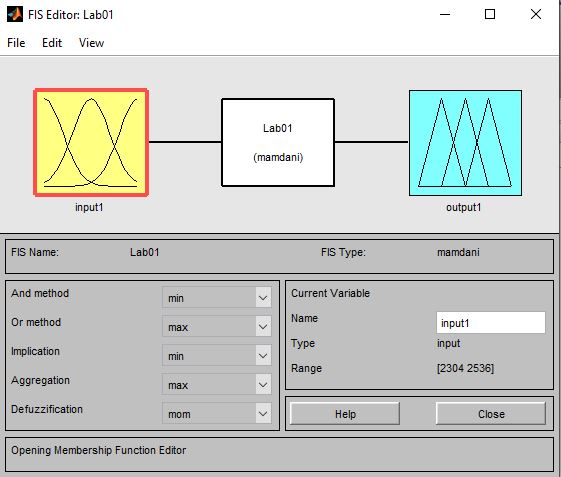 FIS Editor: Lab01
File Edit View
Lab01
(mamdani)
input1
output1
FIS Name: Lab01 FIS Type: mamdani
And method min
Or method max
Implication min
Aggregation max
Defuzzification mom
Current Variable
Name input1
Type input
Range [2304 2536]
Help Close
Opening Membership Function Editor